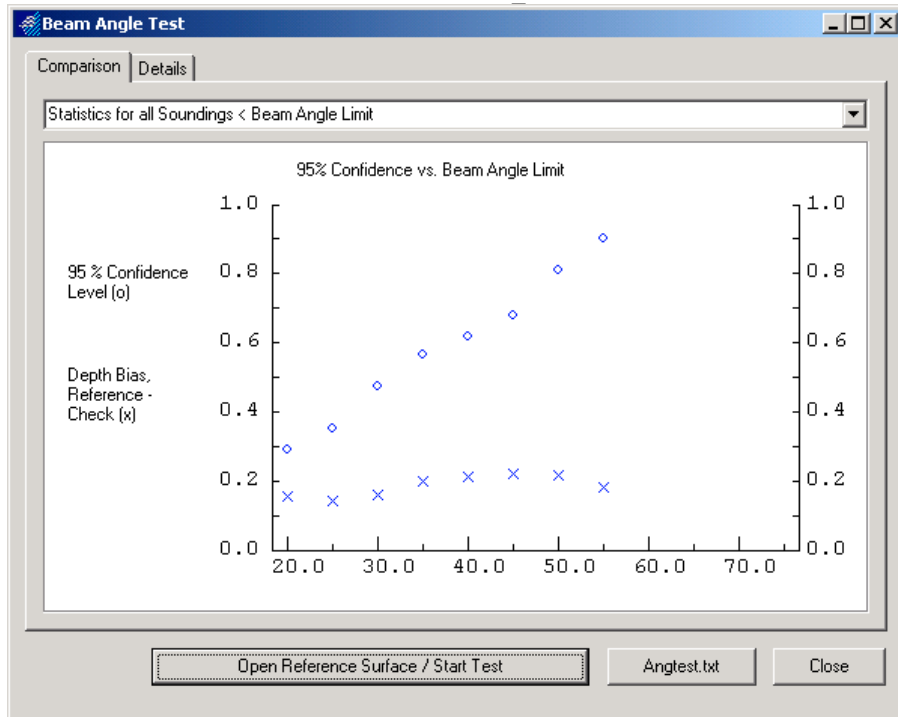 Beam Angle Test
Comparison
Details
Statistics for all Soundings < Beam Angle Limit
95% Confidence vs. Beam Angle Limit
95 % Confidence
Level (o)
Depth Bias,
Reference -
Check (x)
1.0
0.8
0.6
0.4
0.2
0.0
1.0
0.8
0.6
0.4
0.2
0.0
20.0 30.0 40.0 50.0 60.0 70.0
Open Reference Surface / Start Test
Angtest.txt
Close